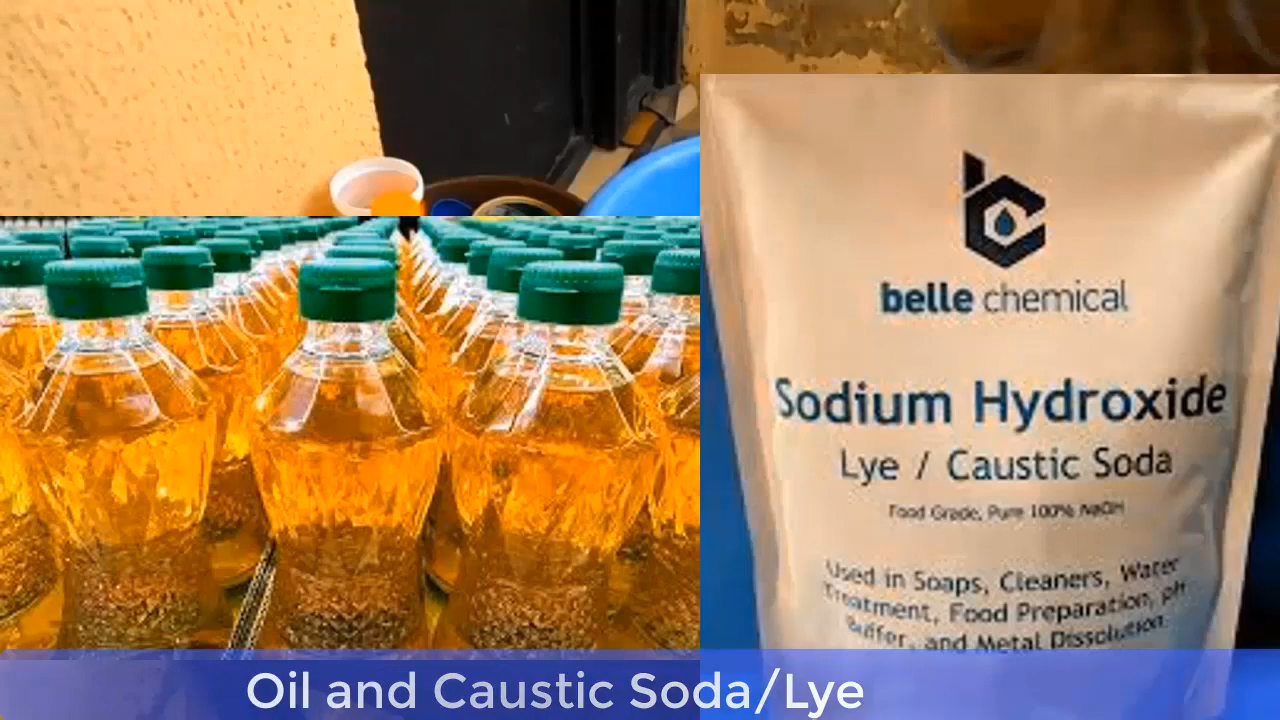 belle chemical
Sodium Hydroxide
Lye / Caustic Soda
Food Grade, Pure 100% NaOH
Used in Soaps, Cleaners, Water
Treatment, Food Preparation, pH
Buffer, and Metal Dissolution.
Oil and Caustic Soda/Lye